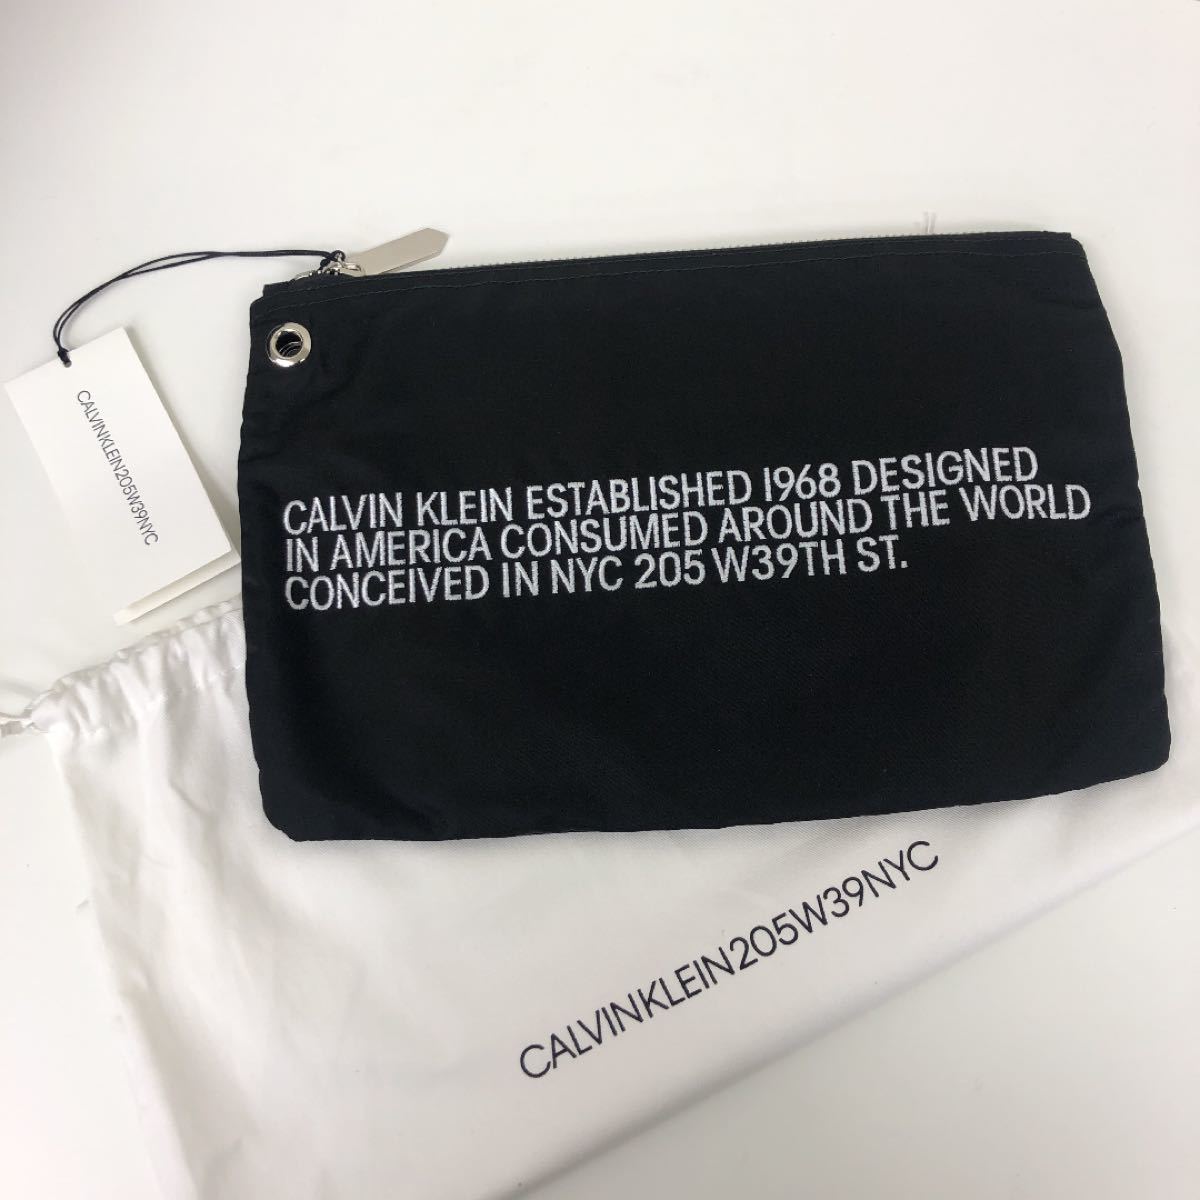 CALVINKLEIN205W39NYC
CALVIN KLEIN ESTABLISHED 1968 DESIGNED
IN AMERICA CONSUMED AROUND THE WORLD
CONCEIVED IN NYC 205 W39TH ST.
CALVINKLEIN205W39NYC